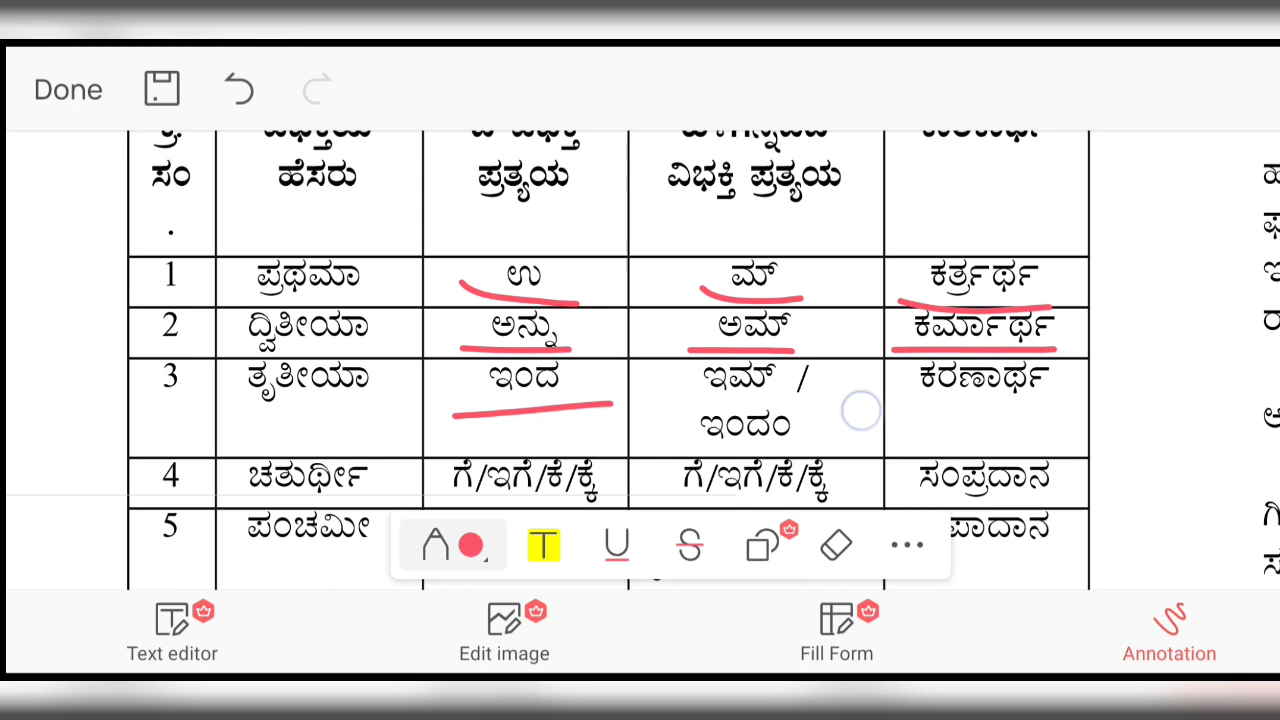 Done
ಸಂ ಹೆಸರು ಪ್ರತ್ಯಯ ವಿಭಕ್ತಿ ಪ್ರತ್ಯಯ
.
1 ಪ್ರಥಮಾ ಉ ಮ್ ಕರ್ತ್ರರ್ಥ
2 ದ್ವಿತೀಯಾ ಅನ್ನು ಅಮ್ ಕರ್ಮಾರ್ಥ
3 ತೃತೀಯಾ ಇಂದ ಇಮ್ / ಕರಣಾರ್ಥ
ಇಂದಂ
4 ಚತುರ್ಥೀ ಗೆ/ಇಗೆ/ಕೆ/ಕ್ಕೆ ಗೆ/ಇಗೆ/ಕೆ/ಕ್ಕೆ ಸಂಪ್ರದಾನ
5 ಪಂಚಮೀ ಪಾದಾನ
Text editor Edit image Fill Form Annotation